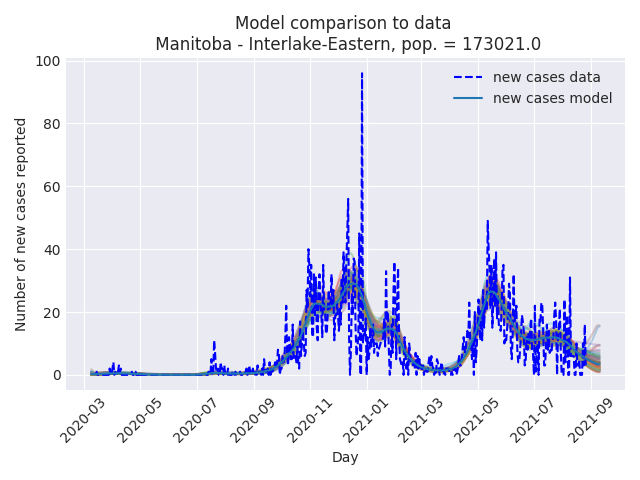 Model comparison to data
Manitoba - Interlake-Eastern, pop. = 173021.0
new cases data
new cases model
Number of new cases reported
100
80
60
40
20
0
2020-03
2020-05
2020-07
2020-09
2020-11
2021-01
2021-03
2021-05
2021-07
2021-09
Day